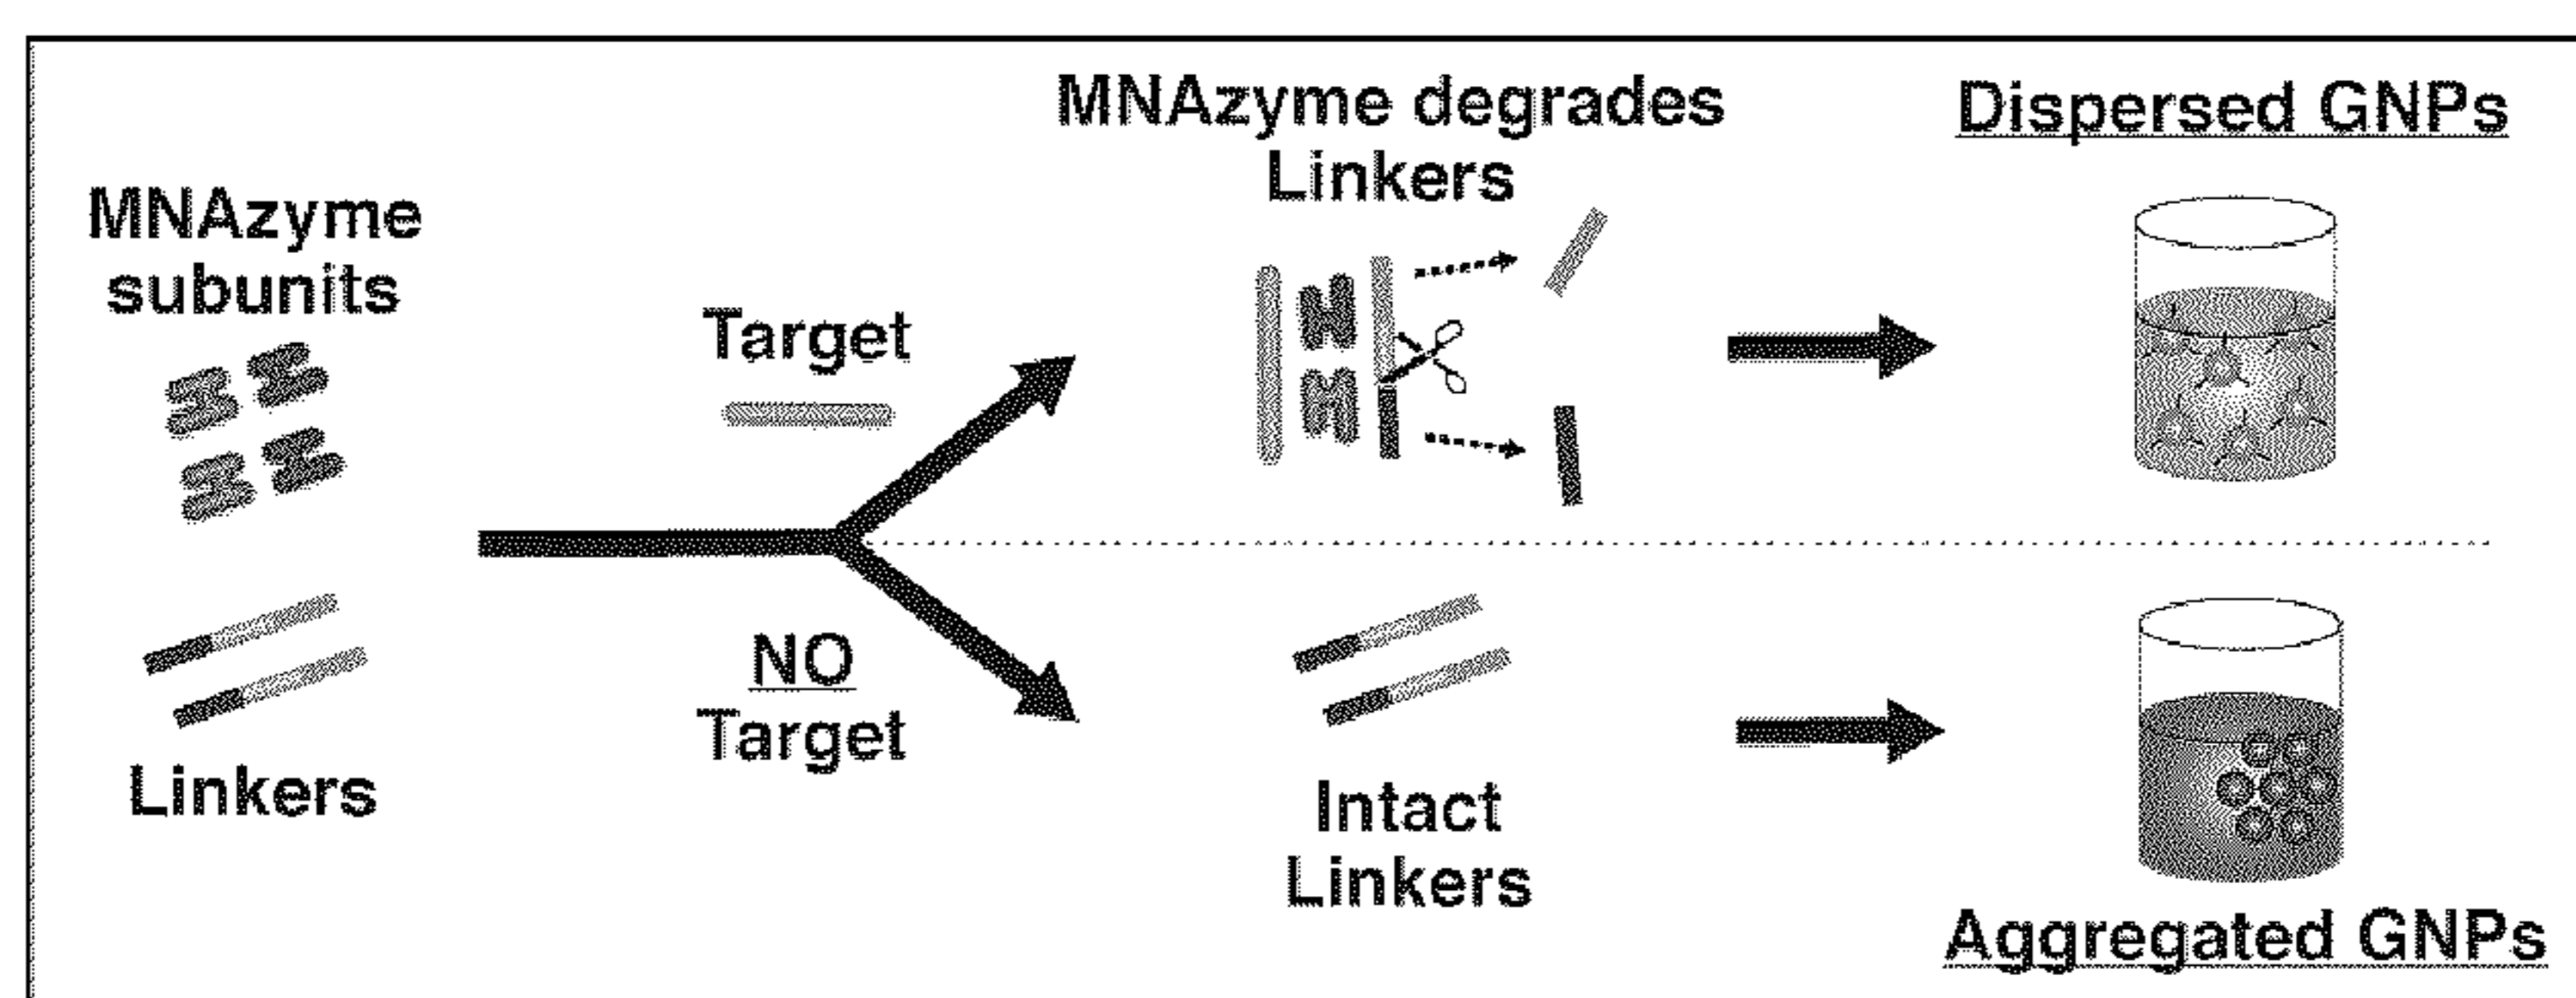 MNAzyme
subunits
Linkers
Target
NO
Target
MNAzyme degrades
Linkers
Intact
Linkers
Dispersed GNPs
Aggregated GNPs